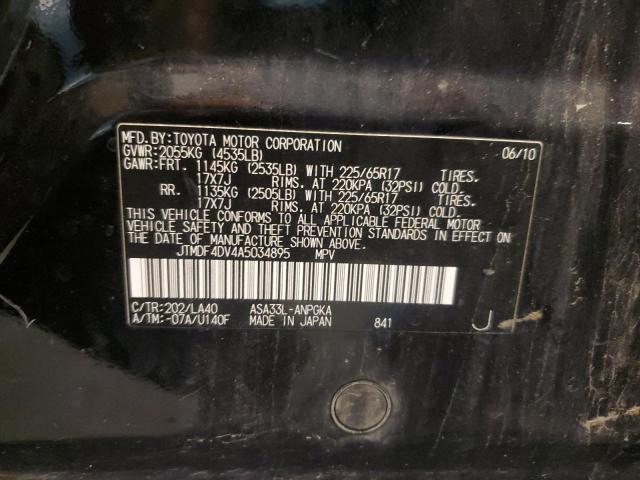 MFD. BY: TOYOTA MOTOR CORPORATION 06/10
GVWR: 2055KG (4535LB)
GAWR: FRT. 1145KG (2535LB) WITH 225/65R17 TIRES.
17X7J RIMS. AT 220KPA (32PSI) COLD.
RR. 1135KG (2505LB) WITH 225/65R17 TIRES.
17X7J RIMS. AT 220KPA (32PSI) COLD.
THIS VEHICLE CONFORMS TO ALL APPLICABLE FEDERAL MOTOR
VEHICLE SAFETY AND THEFT PREVENTION STANDARDS IN EFFECT
ON THE DATE OF MANUFACTURE SHOWN ABOVE.
JTMDF4DV4A5034895 MPV
C/TR: 202/LA40 ASA33L-ANPGKA
A/TM: -07A/U140F MADE IN JAPAN 841 J